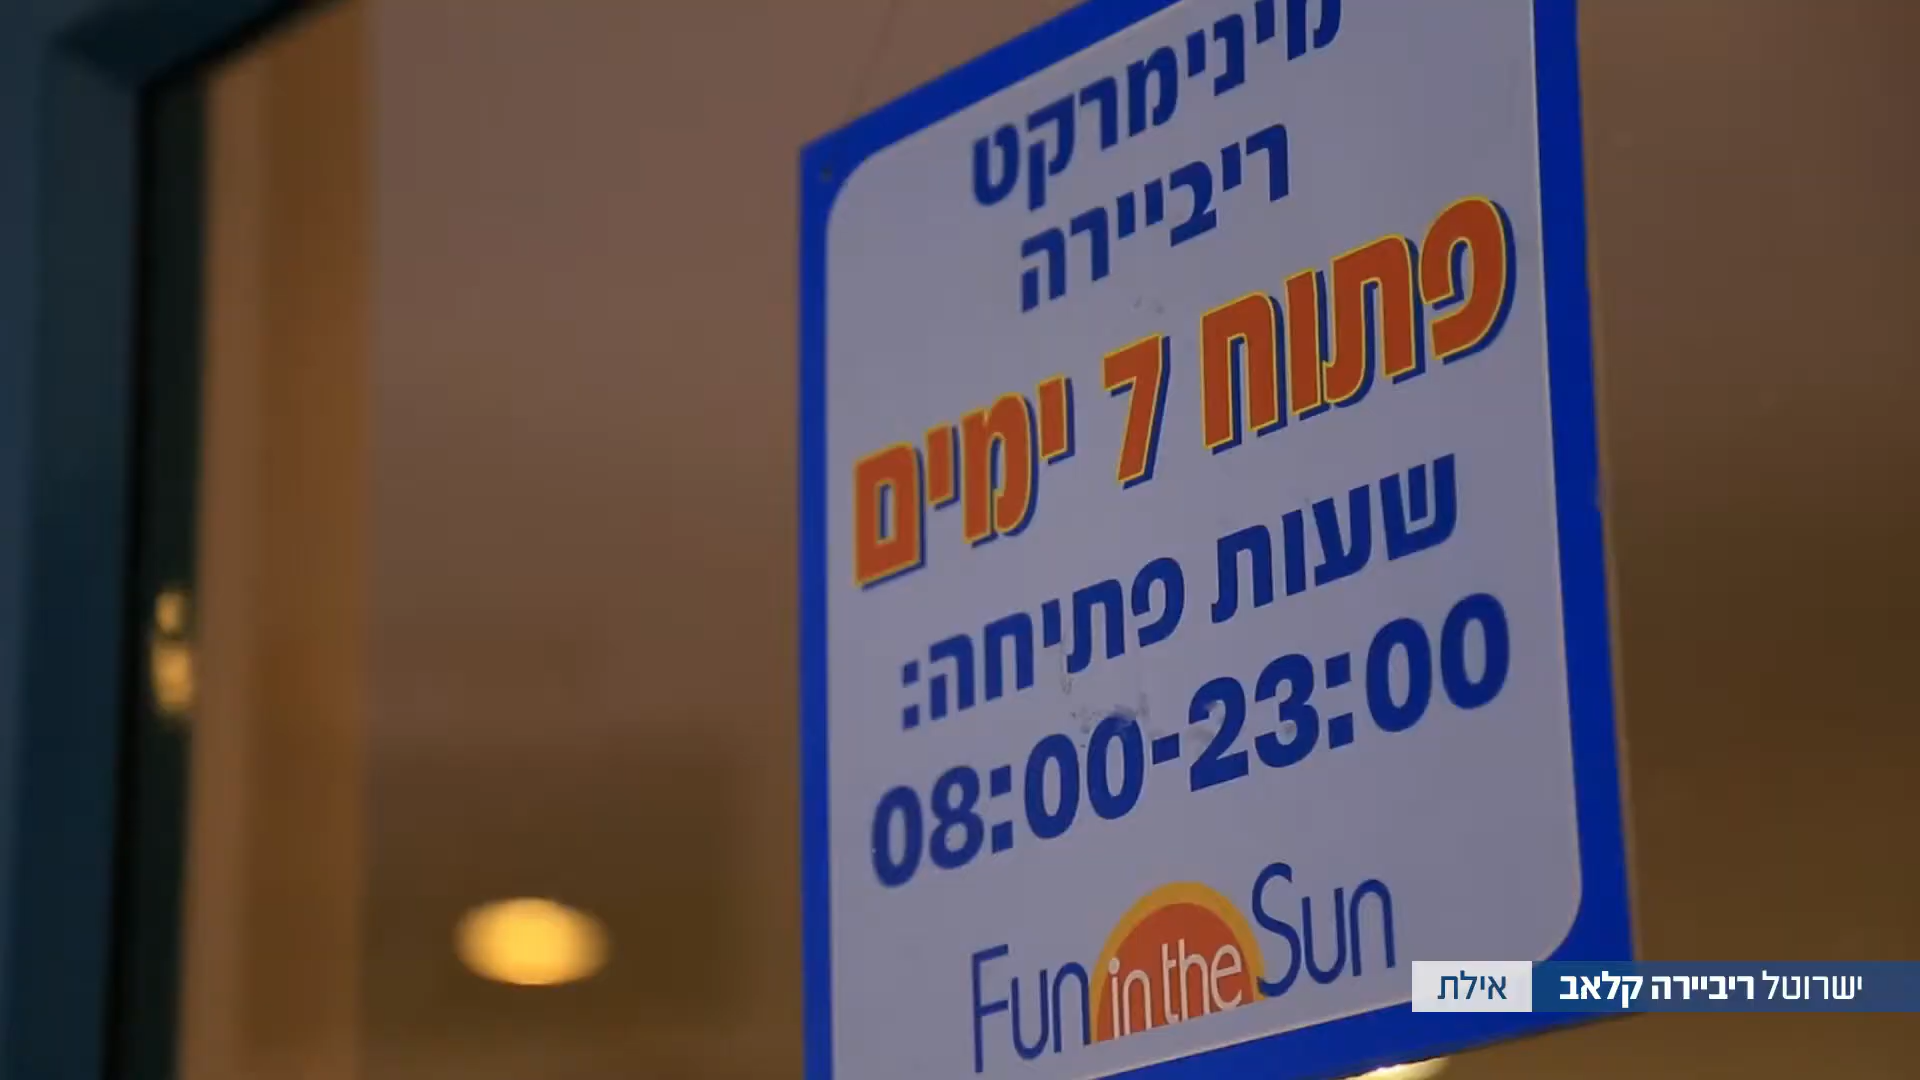 מינימרקט
ריביירה
פתוח 7 ימים
שעות פתיחה:
08:00-23:00
Fun in the Sun
ישרוטל ריביירה קלאב אילת